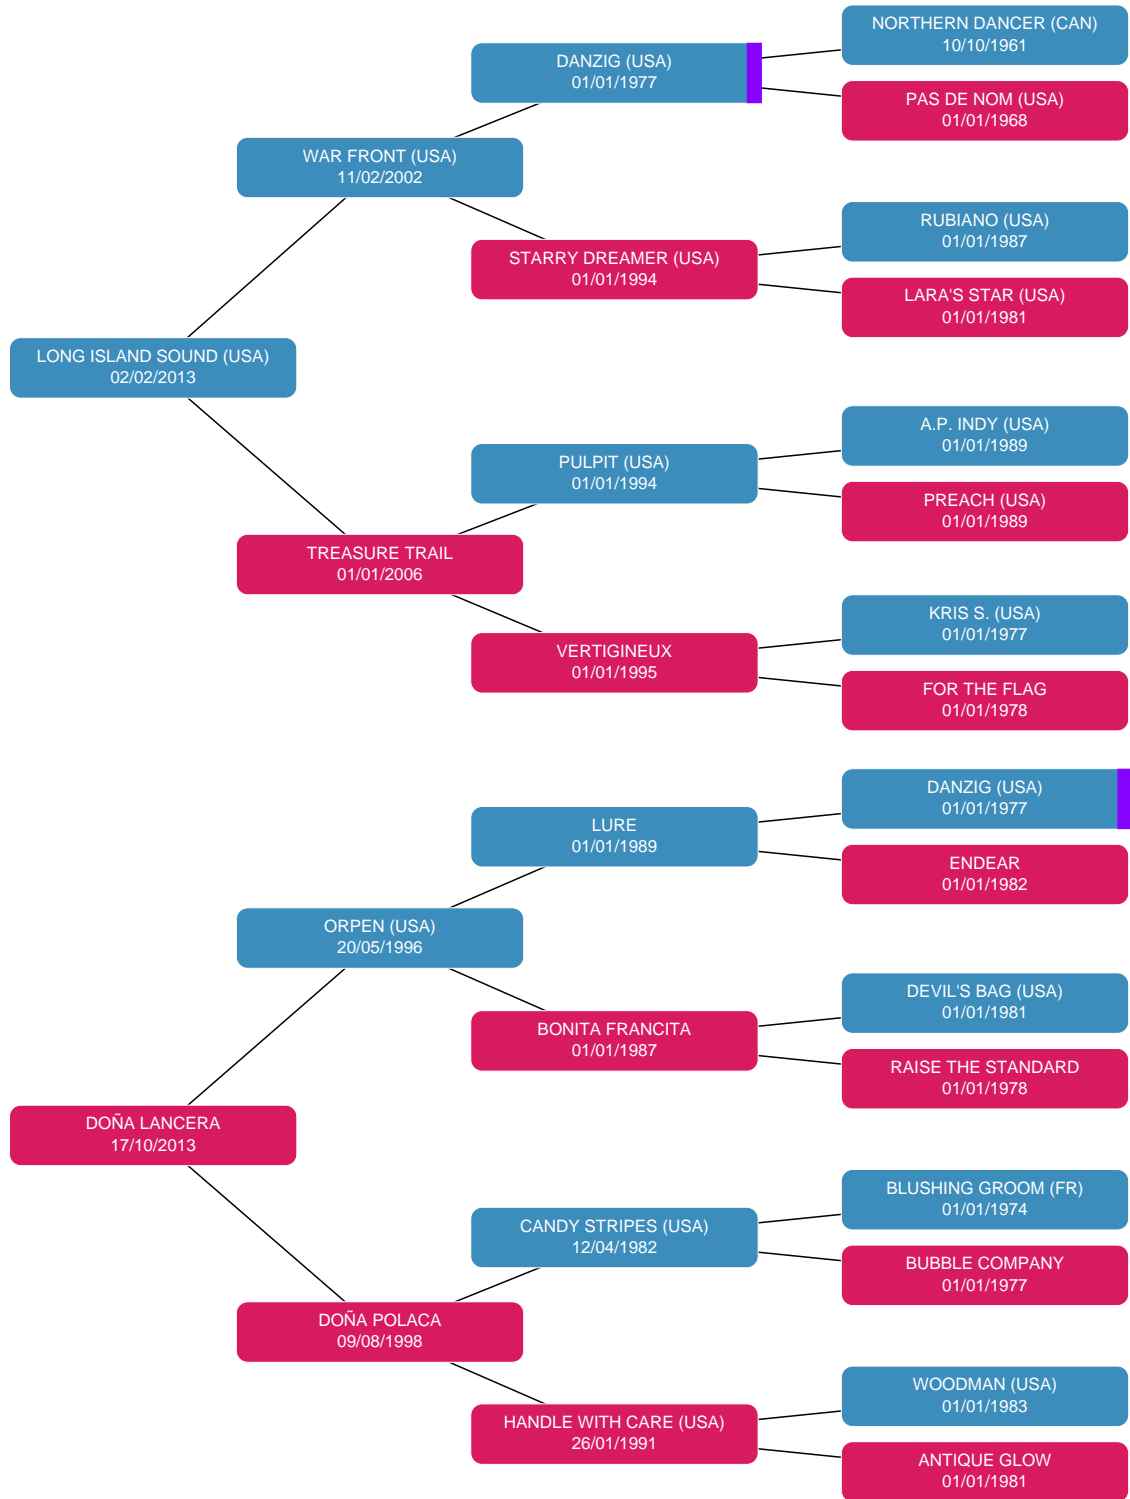 NORTHERN DANCER (CAN)
10/10/1961
DANZIG (USA)
01/01/1977
PAS DE NOM (USA)
01/01/1968
WAR FRONT (USA)
11/02/2002
RUBIANO (USA)
01/01/1987
STARRY DREAMER (USA)
01/01/1994
LARA'S STAR (USA)
01/01/1981
LONG ISLAND SOUND (USA)
02/02/2013
A.P. INDY (USA)
01/01/1989
PULPIT (USA)
01/01/1994
PREACH (USA)
01/01/1989
TREASURE TRAIL
01/01/2006
KRIS S. (USA)
01/01/1977
VERTIGINEUX
01/01/1995
FOR THE FLAG
01/01/1978
DANZIG (USA)
01/01/1977
LURE
01/01/1989
ENDEAR
01/01/1982
ORPEN (USA)
20/05/1996
DEVIL'S BAG (USA)
01/01/1981
BONITA FRANCITA
01/01/1987
RAISE THE STANDARD
01/01/1978
DOÑA LANCERA
17/10/2013
BLUSHING GROOM (FR)
01/01/1974
CANDY STRIPES (USA)
12/04/1982
BUBBLE COMPANY
01/01/1977
DOÑA POLACA
09/08/1998
WOODMAN (USA)
01/01/1983
HANDLE WITH CARE (USA)
26/01/1991
ANTIQUE GLOW
01/01/1981